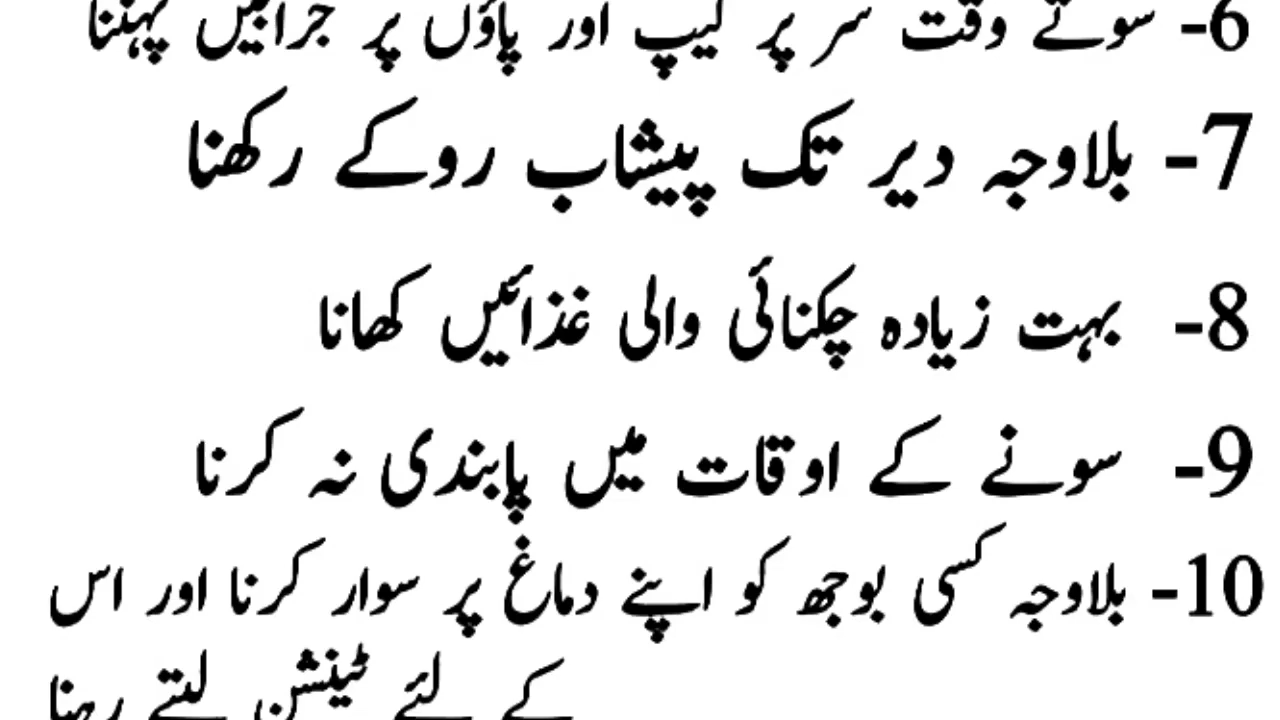 6- سوتے وقت سر پر کیپ اور پاؤں پر جرابیں پہننا
7- بلاوجہ دیر تک پیشاب روکے رکھنا
8- بہت زیادہ چکنائی والی غذائیں کھانا
9- سونے کے اوقات میں پابندی نہ کرنا
10- بلاوجہ کسی بوجھ کو اپنے دماغ پر سوار کرنا اور اس
کے لئے ٹینشن لیتے رہنا